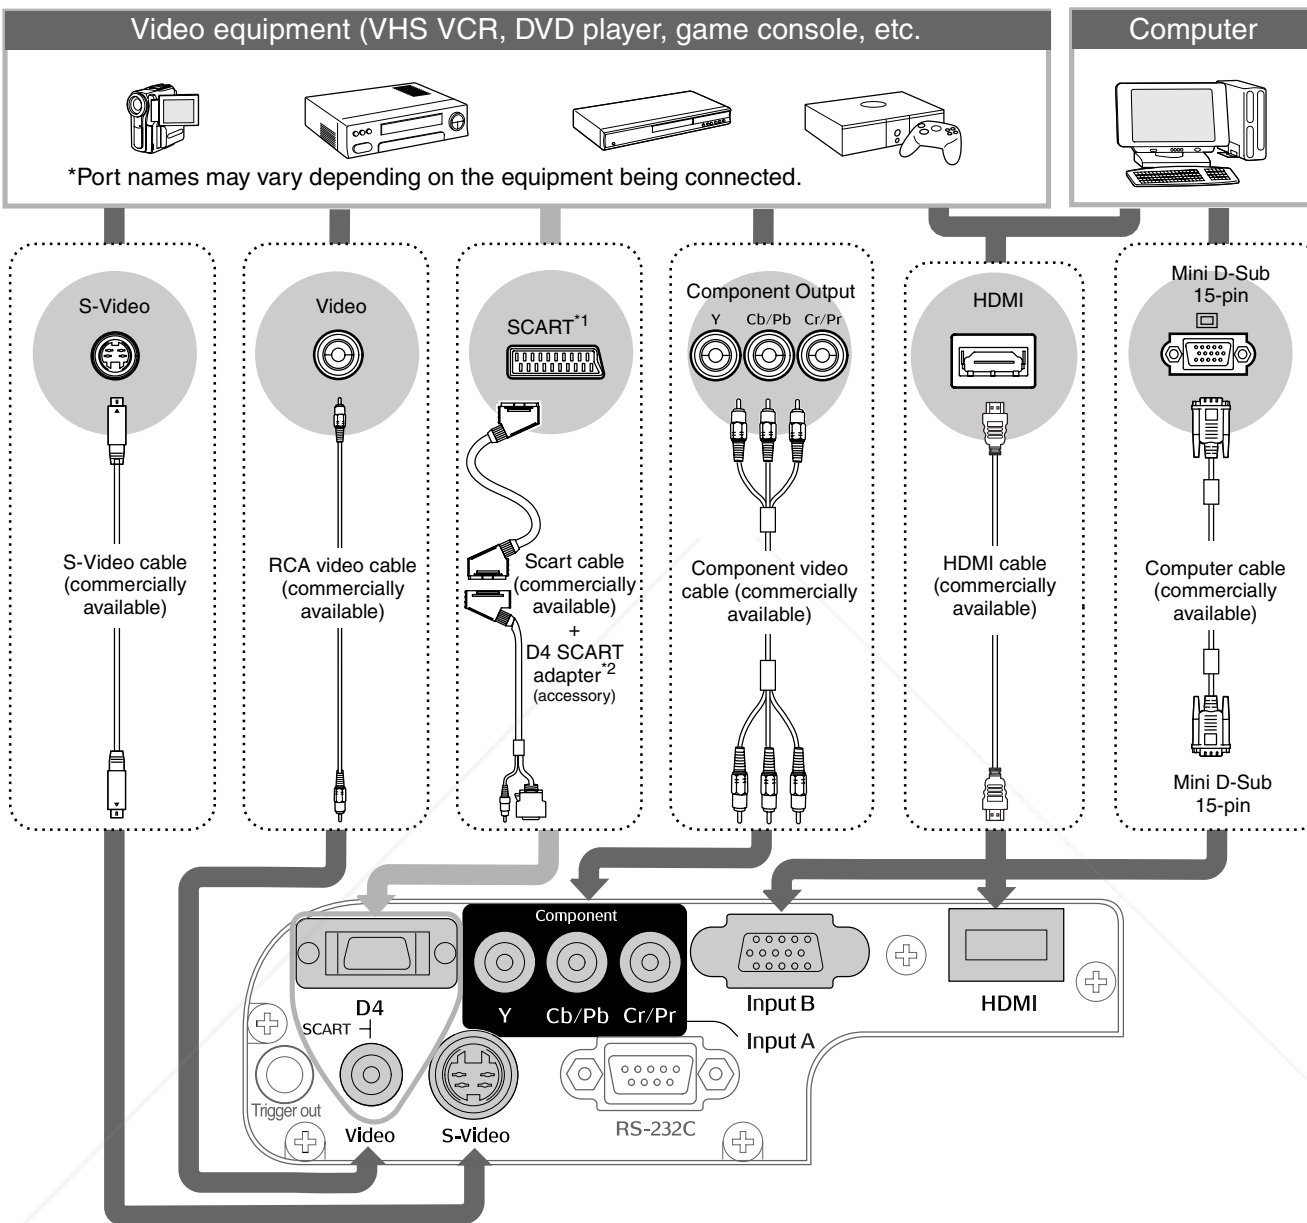 Video equipment (VHS VCR, DVD player, game console, etc.
Computer
*Port names may vary depending on the equipment being connected.
S-Video
Video
SCART*1
Component Output
Y Cb/Pb Cr/Pr
HDMI
Mini D-Sub
15-pin
S-Video cable
(commercially
available)
RCA video cable
(commercially
available)
Scart cable
(commercially
available)
+
D4 SCART
adapter*2
(accessory)
Component video
cable (commercially
available)
HDMI cable
(commercially
available)
Computer cable
(commercially
available)
Mini D-Sub
15-pin
Component
Y Cb/Pb Cr/Pr
Input A
Input B
HDMI
D4
SCART
Trigger out
Video
S-Video
RS-232C